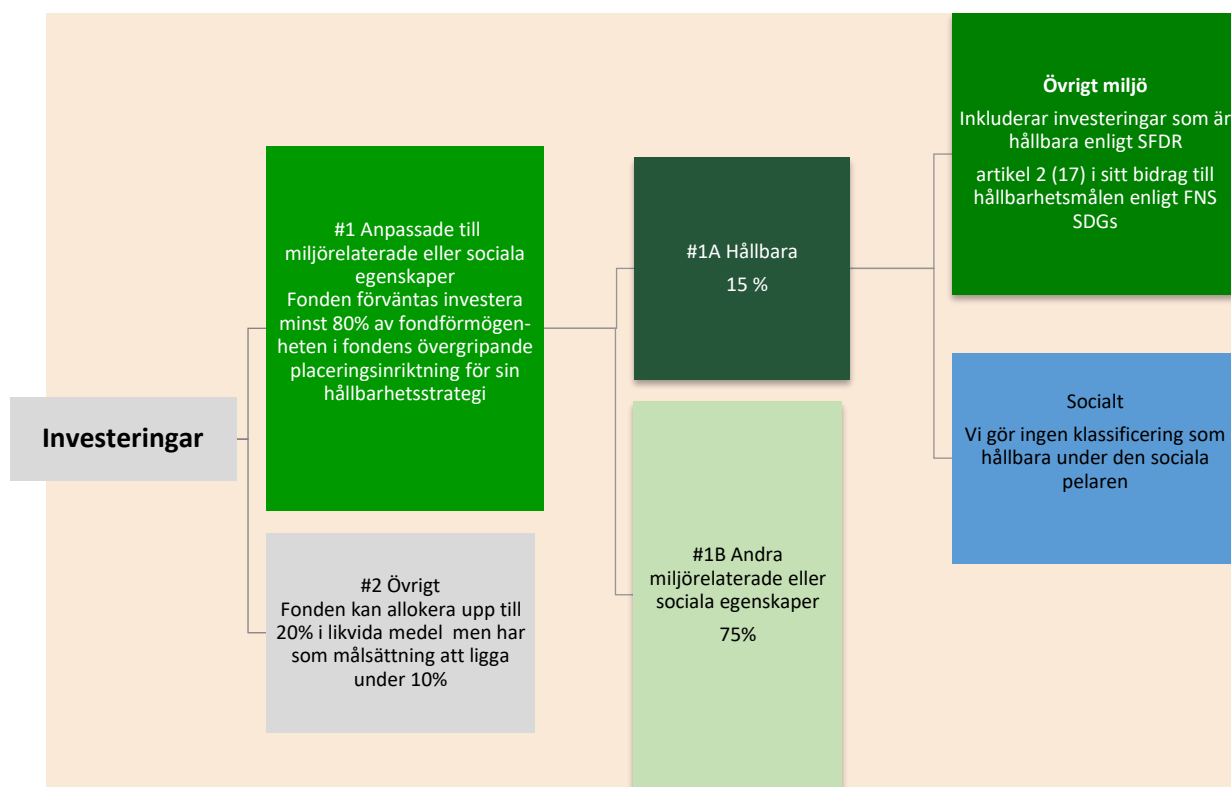 Investeringar
#1 Anpassade till
miljörelaterade eller sociala
egenskaper
Fonden förväntas investera
minst 80% av fondförmögen-
heten i fondens övergripande
placeringsinriktning för sin
hållbarhetsstrategi
#2 Övrigt
Fonden kan allokera upp till
20% i likvida medel men har
som målsättning att ligga
under 10%
#1A Hållbara
15 %
#1B Andra
miljörelaterade eller
sociala egenskaper
75%
Övrigt miljö
Inkluderar investeringar som är
hållbara enligt SFDR
artikel 2 (17) i sitt bidrag till
hållbarhetsmålen enligt FNS
SDGs
Socialt
Vi gör ingen klassificering som
hållbara under den sociala
pelaren